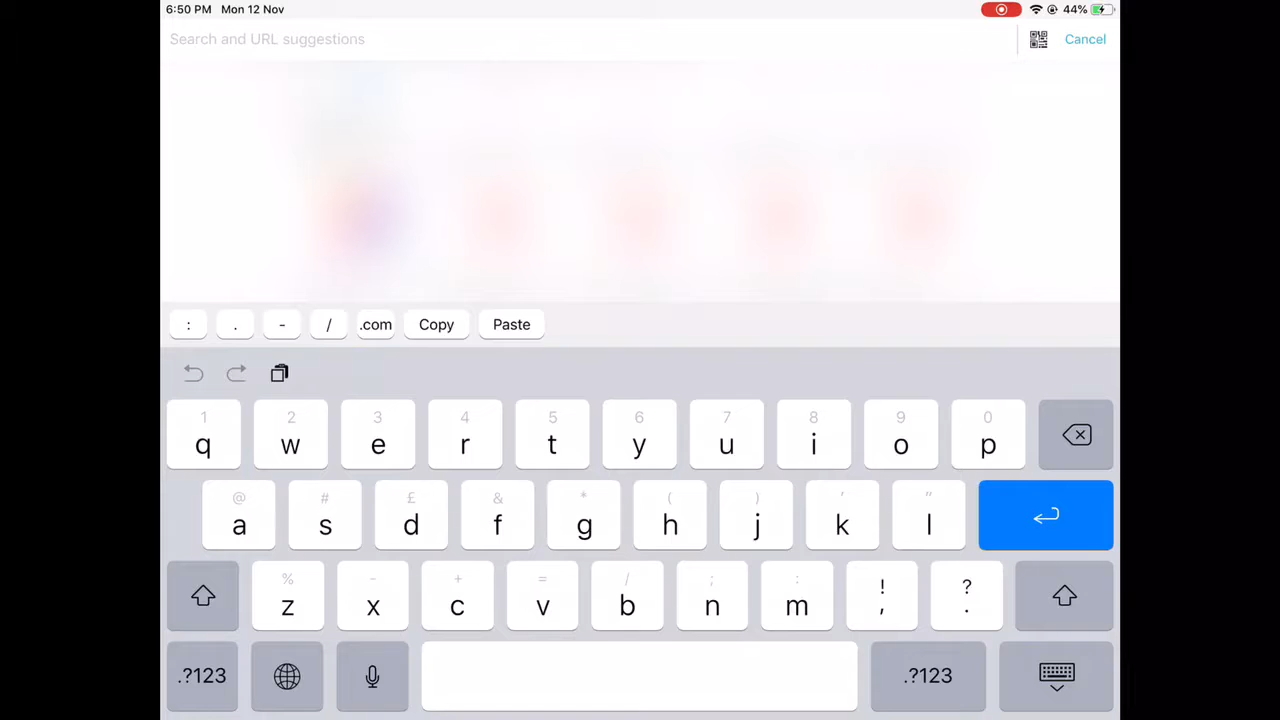 6:50 PM Mon 12 Nov 44%
Search and URL suggestions Cancel
: . - / .com Copy Paste
1 2 3 4 5 6 7 8 9 0
q w e r t y u i o p
@ # £ & * ( ) ' "
a s d f g h j k l
% - + = / ; : ! ?
z x c v b n m , .
.?123 .?123